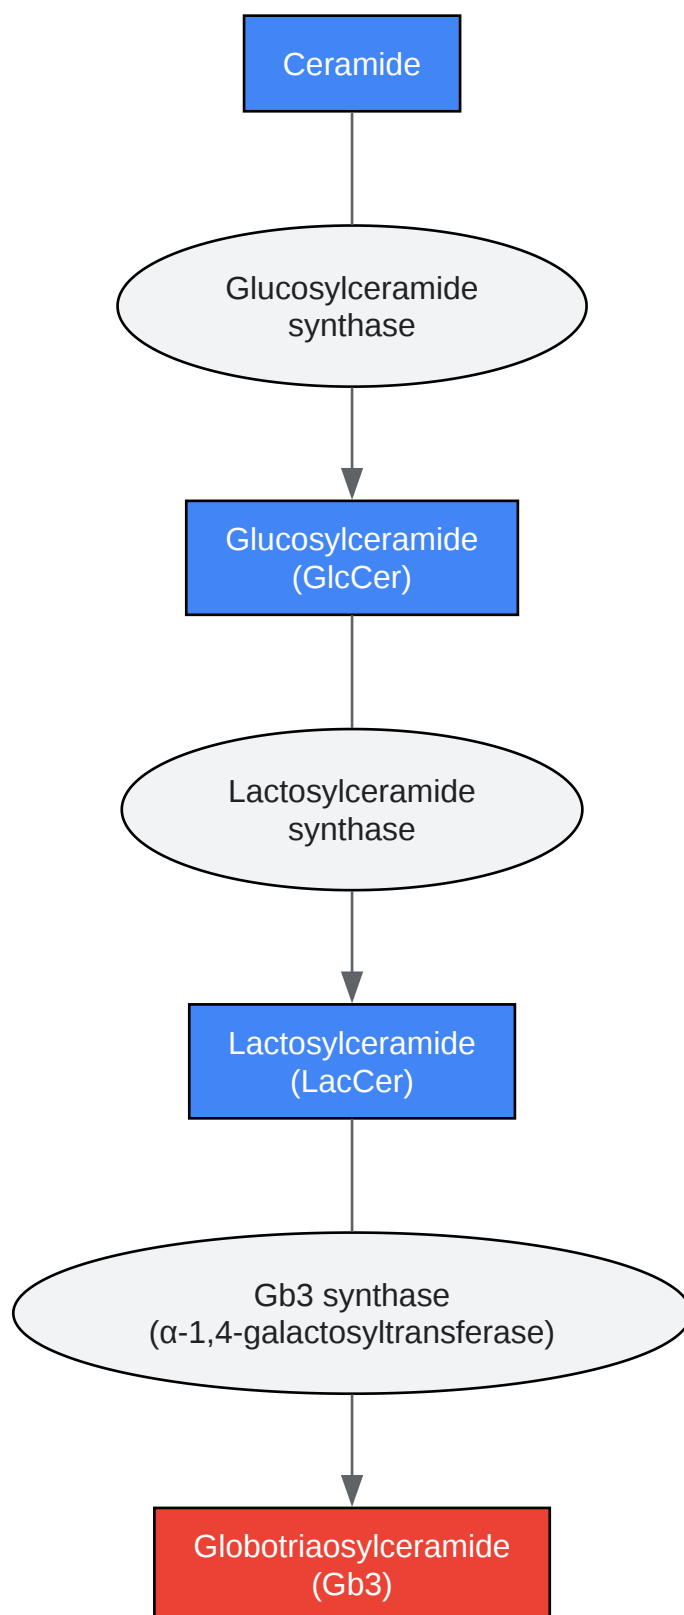 Ceramide
Glucosylceramide
synthase
Glucosylceramide
(GlcCer)
Lactosylceramide
synthase
Lactosylceramide
(LacCer)
Gb3 synthase
(α-1,4-galactosyltransferase)
Globotriaosylceramide
(Gb3)